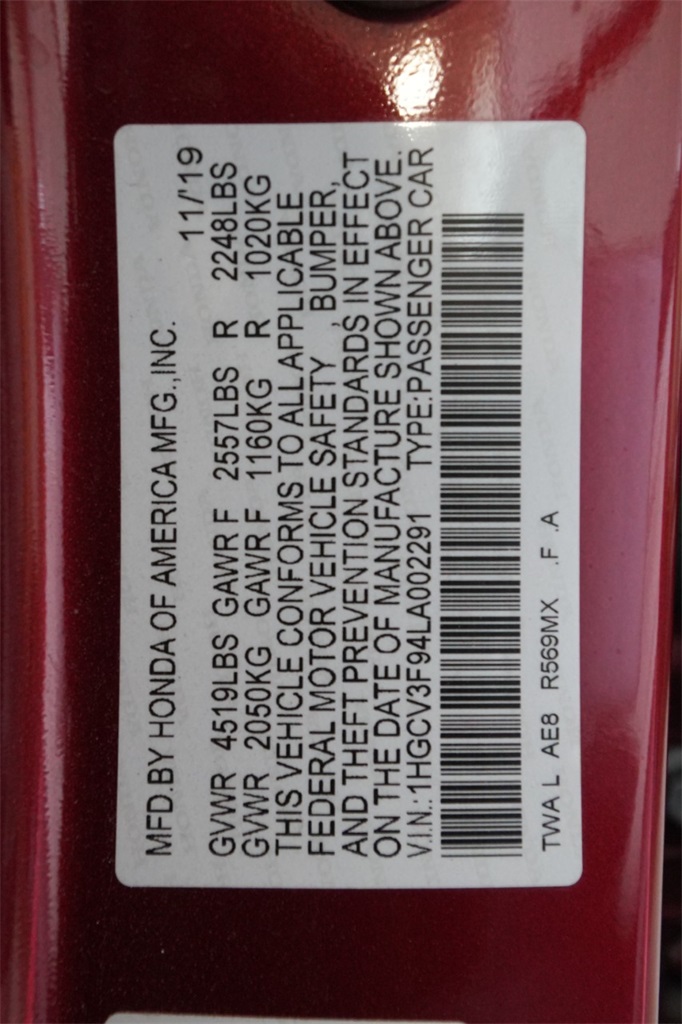 MFD.BY HONDA OF AMERICA MFG.,INC.
11/'19
GVWR 4519LBS GAWR F 2557LBS R 2248LBS
GVWR 2050KG GAWR F 1160KG R 1020KG
THIS VEHICLE CONFORMS TO ALL APPLICABLE
FEDERAL MOTOR VEHICLE SAFETY , BUMPER,
AND THEFT PREVENTION STANDARDS IN EFFECT
ON THE DATE OF MANUFACTURE SHOWN ABOVE.
V.I.N.:1HGCV3F94LA002291 TYPE:PASSENGER CAR
TWA L AE8 R569MX .F .A